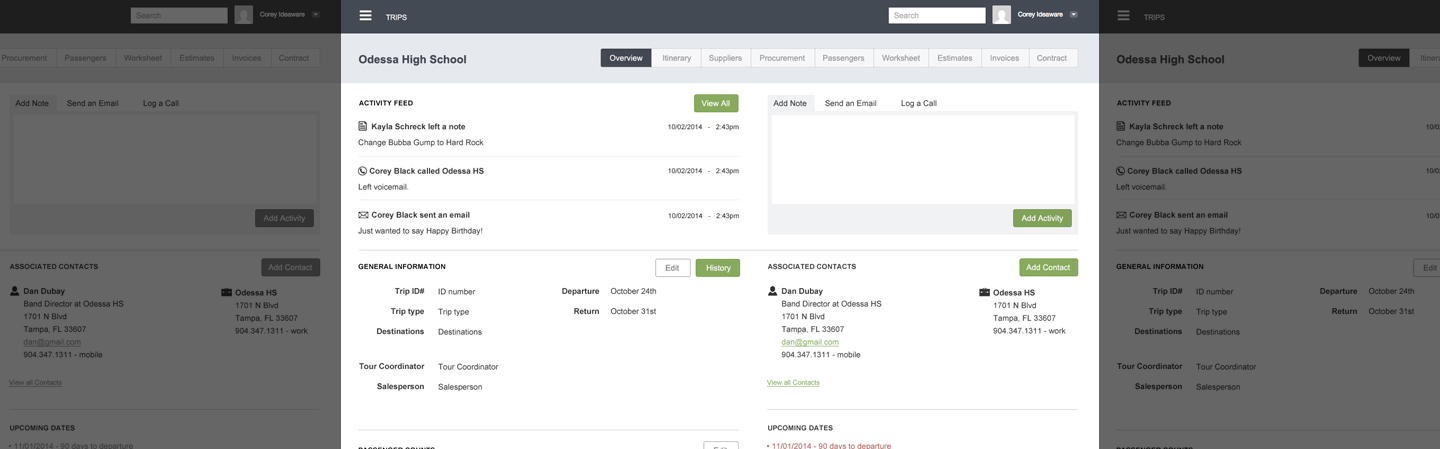 Search Corey Ideaware
Procurement Passengers Worksheet Estimates Invoices Contract
Add Note Send an Email Log a Call
Add Activity
ASSOCIATED CONTACTS Add Contact
Dan Dubay Odessa HS
Band Director at Odessa HS 1701 N Blvd
1701 N Blvd Tampa, FL 33607
Tampa, FL 33607 904.347.1311 - work
dan@gmail.com
904.347.1311 - mobile
View all Contacts
UPCOMING DATES
• 11/01/2014 - 90 days to departure
TRIPS Search Corey Ideaware
Odessa High School Overview Itinerary Suppliers Procurement Passengers Worksheet Estimates Invoices Contract
ACTIVITY FEED View All
Kayla Schreck left a note 10/02/2014 - 2:43pm
Change Bubba Gump to Hard Rock
Corey Black called Odessa HS 10/02/2014 - 2:43pm
Left voicemail.
Corey Black sent an email 10/02/2014 - 2:43pm
Just wanted to say Happy Birthday!
Add Note Send an Email Log a Call
Add Activity
GENERAL INFORMATION Edit History
Trip ID# ID number Departure October 24th
Trip type Trip type Return October 31st
Destinations Destinations
Tour Coordinator Tour Coordinator
Salesperson Salesperson
PASSENGER COUNTS Edit
ASSOCIATED CONTACTS Add Contact
Dan Dubay Odessa HS
Band Director at Odessa HS 1701 N Blvd
1701 N Blvd Tampa, FL 33607
Tampa, FL 33607 904.347.1311 - work
dan@gmail.com
904.347.1311 - mobile
View all Contacts
UPCOMING DATES
• 11/01/2014 - 90 days to departure
TRIPS
Odessa High School Overview
ACTIVITY FEED
Kayla Schreck left a note
Change Bubba Gump to Hard Rock
Corey Black called Odessa HS
Left voicemail.
Corey Black sent an email
Just wanted to say Happy Birthday!
GENERAL INFORMATION Edit
Trip ID# ID number Departure October 24th
Trip type Trip type Return October 31st
Destinations Destinations
Tour Coordinator Tour Coordinator
Salesperson Salesperson
PASSENGER COUNTS